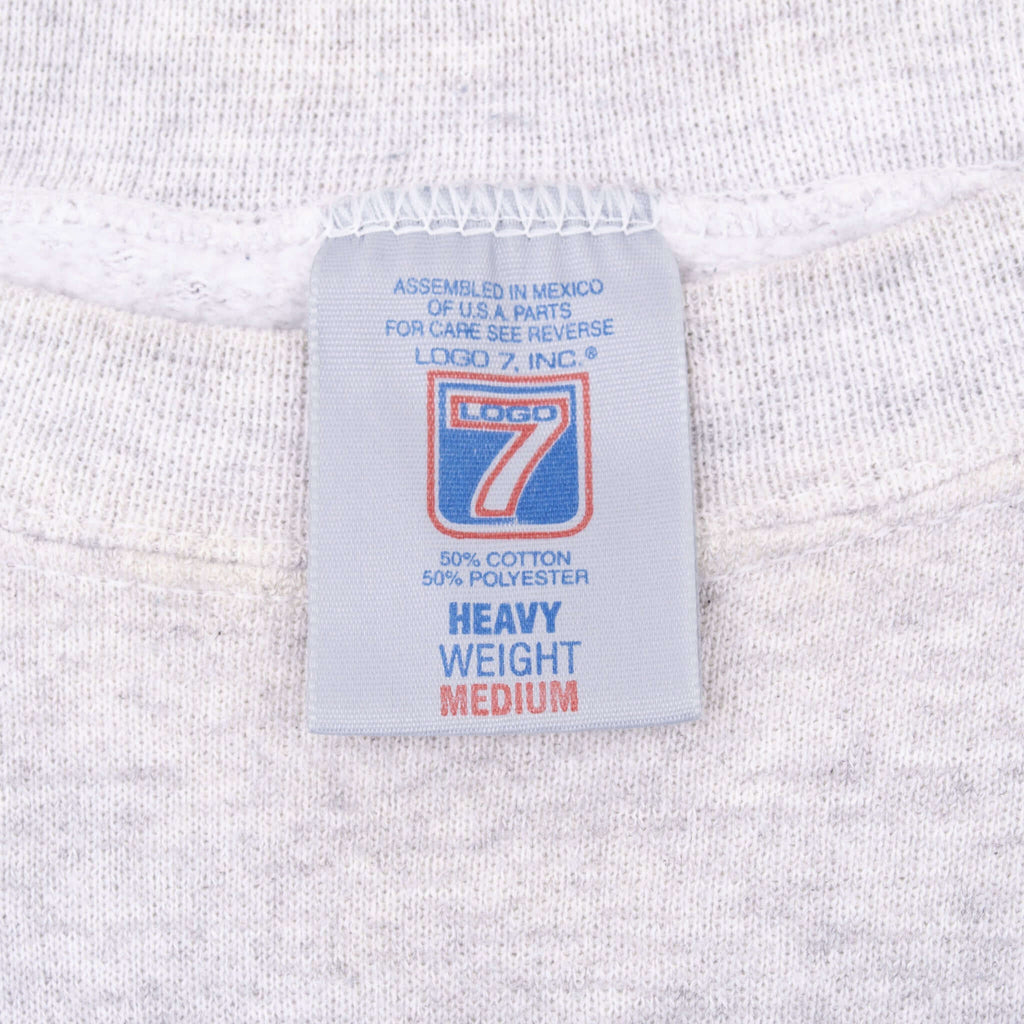 ASSEMBLED IN MEXICO
OF U.S.A. PARTS
FOR CARE SEE REVERSE
LOGO 7, INC.®
LOGO
7
50% COTTON
50% POLYESTER
HEAVY
WEIGHT
MEDIUM